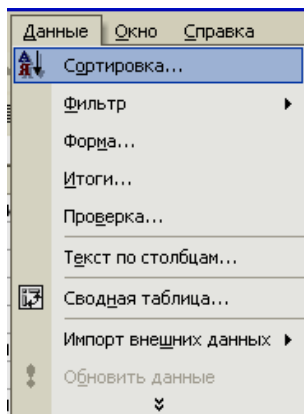 Данные Окно Справка
Сортировка...
Фильтр
Форма...
Итоги...
Проверка...
Текст по столбцам...
Сводная таблица...
Импорт внешних данных
Обновить данные